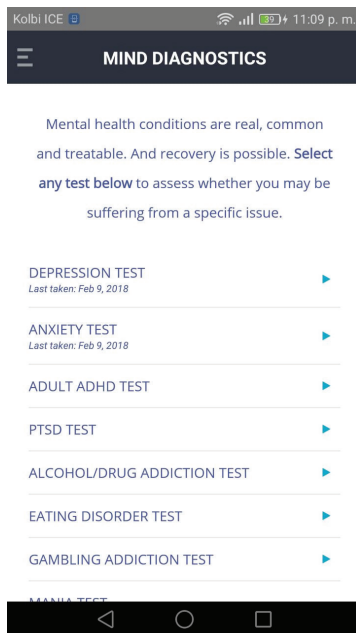 Kolbi ICE 39 11:09 p. m.
MIND DIAGNOSTICS
Mental health conditions are real, common
and treatable. And recovery is possible. Select
any test below to assess whether you may be
suffering from a specific issue.
DEPRESSION TEST
Last taken: Feb 9, 2018
ANXIETY TEST
Last taken: Feb 9, 2018
ADULT ADHD TEST
PTSD TEST
ALCOHOL/DRUG ADDICTION TEST
EATING DISORDER TEST
GAMBLING ADDICTION TEST
MANIA TEST